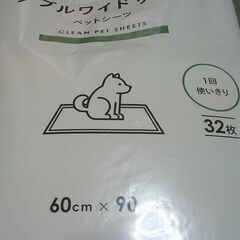 ルワイドサ
ペットシーツ
CLEAN PET SHEETS
1回
使いきり
32枚
60cm × 90